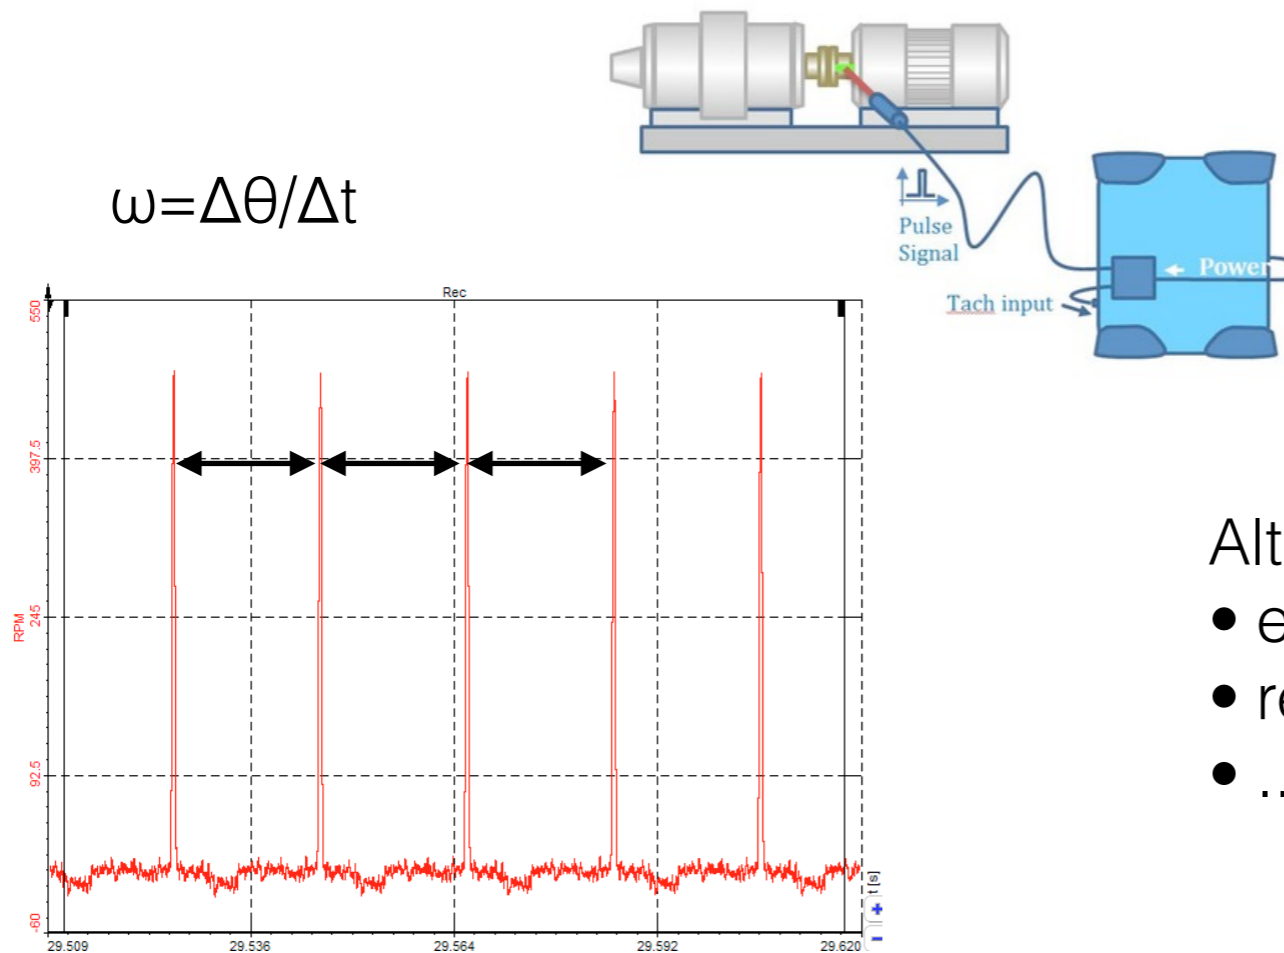 ω=Δθ/Δt
Pulse
Signal
Power
Tach input
Rec
550
397.5
245
92.5
-60
RPM
t [s]
+
−
29.509
29.536
29.564
29.592
29.620
Alt
• e
• re
• ..